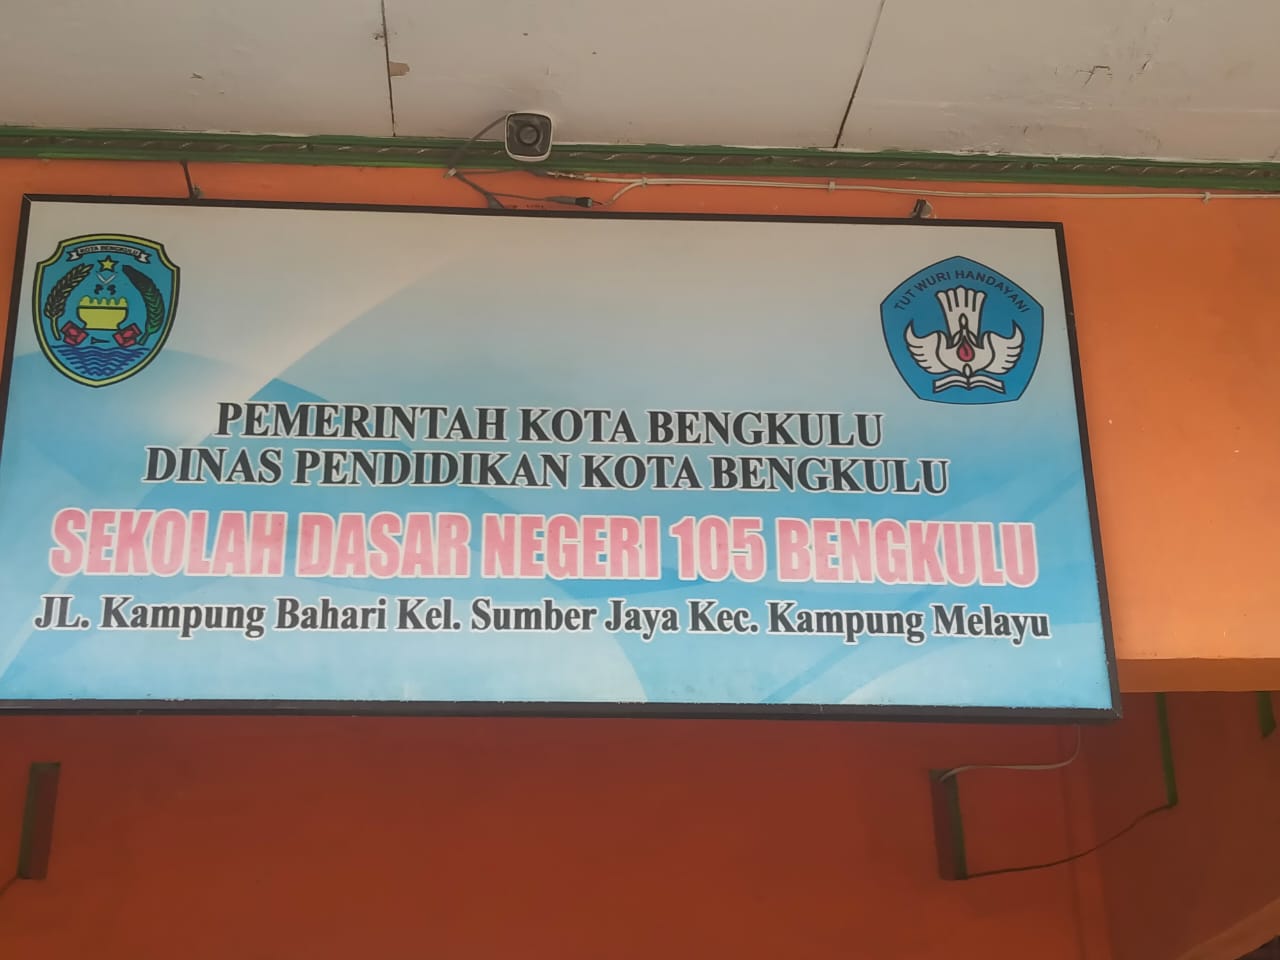 KOTA BENGKULU
TUT WURI HANDAYANI
PEMERINTAH KOTA BENGKULU
DINAS PENDIDIKAN KOTA BENGKULU
SEKOLAH DASAR NEGERI 105 BENGKULU
JL. Kampung Bahari Kel. Sumber Jaya Kec. Kampung Melayu